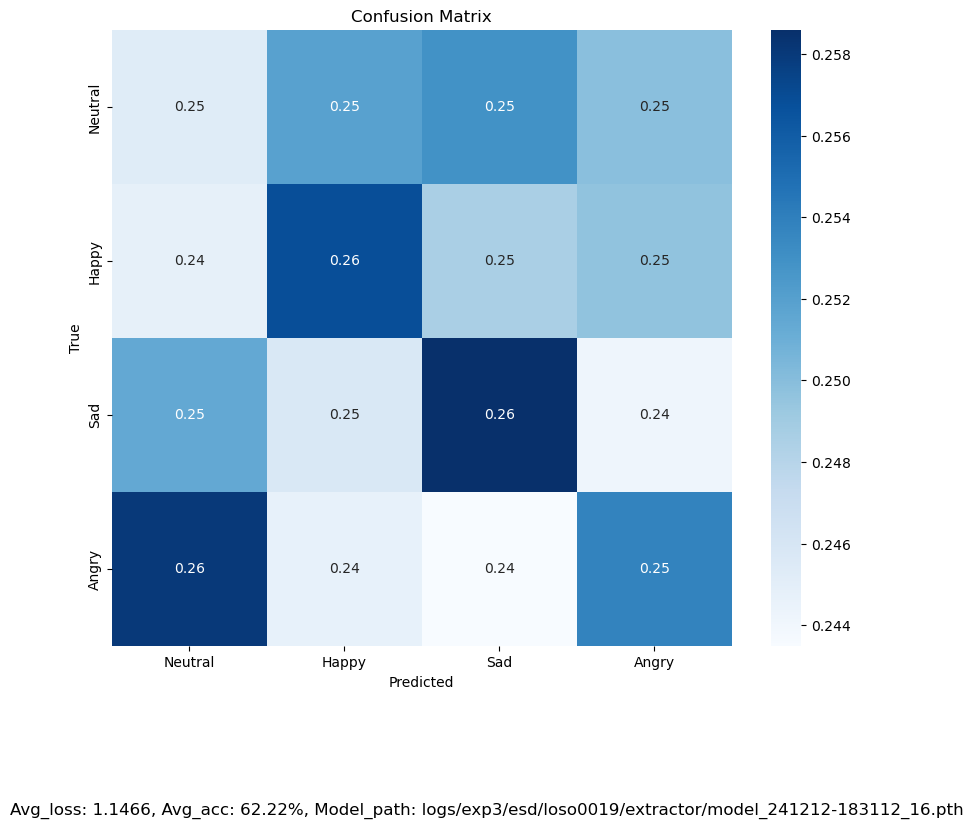 Confusion Matrix
Neutral 0.25 0.25 0.25 0.25
Happy 0.24 0.26 0.25 0.25
Sad 0.25 0.25 0.26 0.24
Angry 0.26 0.24 0.24 0.25
True
Neutral Happy Sad Angry
Predicted
0.258
0.256
0.254
0.252
0.250
0.248
0.246
0.244
Avg_loss: 1.1466, Avg_acc: 62.22%, Model_path: logs/exp3/esd/loso0019/extractor/model_241212-183112_16.pth